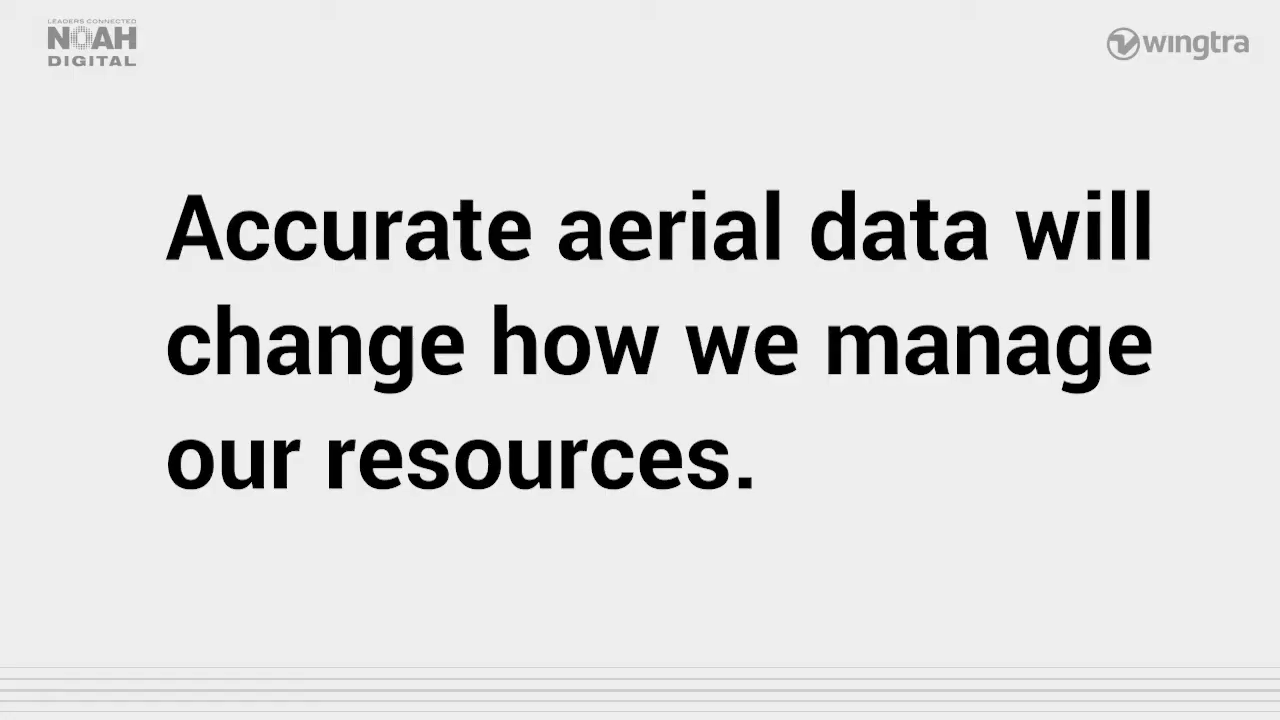 LEADERS CONNECTED
NOAH
DIGITAL
wingtra
Accurate aerial data will
change how we manage
our resources.